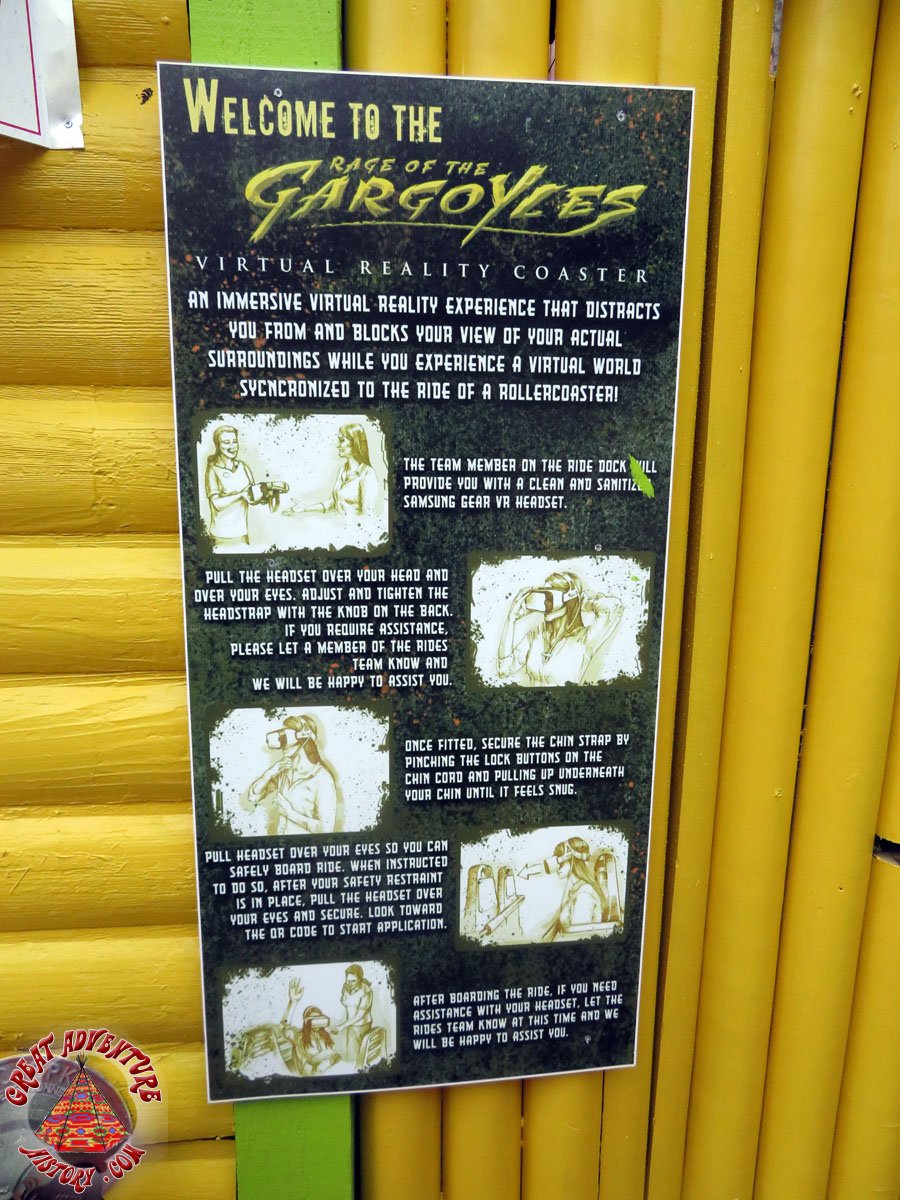 WELCOME TO THE
RAGE OF THE
GARGOYLES
VIRTUAL REALITY COASTER
AN IMMERSIVE VIRTUAL REALITY EXPERIENCE THAT DISTRACTS
YOU FROM AND BLOCKS YOUR VIEW OF YOUR ACTUAL
SURROUNDINGS WHILE YOU EXPERIENCE A VIRTUAL WORLD
SYCNCRONIZED TO THE RIDE OF A ROLLERCOASTER!
THE TEAM MEMBER ON THE RIDE DOCK WILL
PROVIDE YOU WITH A CLEAN AND SANITIZED
SAMSUNG GEAR VR HEADSET.
PULL THE HEADSET OVER YOUR HEAD AND
OVER YOUR EYES. ADJUST AND TIGHTEN THE
HEADSTRAP WITH THE KNOB ON THE BACK.
IF YOU REQUIRE ASSISTANCE,
PLEASE LET A MEMBER OF THE RIDES
TEAM KNOW AND
WE WILL BE HAPPY TO ASSIST YOU.
ONCE FITTED, SECURE THE CHIN STRAP BY
PINCHING THE LOCK BUTTONS ON THE
CHIN CORD AND PULLING UP UNDERNEATH
YOUR CHIN UNTIL IT FEELS SNUG.
PULL HEADSET OVER YOUR EYES SO YOU CAN
SAFELY BOARD RIDE. WHEN INSTRUCTED
TO DO SO, AFTER YOUR SAFETY RESTRAINT
IS IN PLACE, PULL THE HEADSET OVER
YOUR EYES AND SECURE. LOOK TOWARD
THE QR CODE TO START APPLICATION.
AFTER BOARDING THE RIDE, IF YOU NEED
ASSISTANCE WITH YOUR HEADSET, LET THE
RIDES TEAM KNOW AT THIS TIME AND WE
WILL BE HAPPY TO ASSIST YOU.
GREAT ADVENTURE
HISTORY.COM